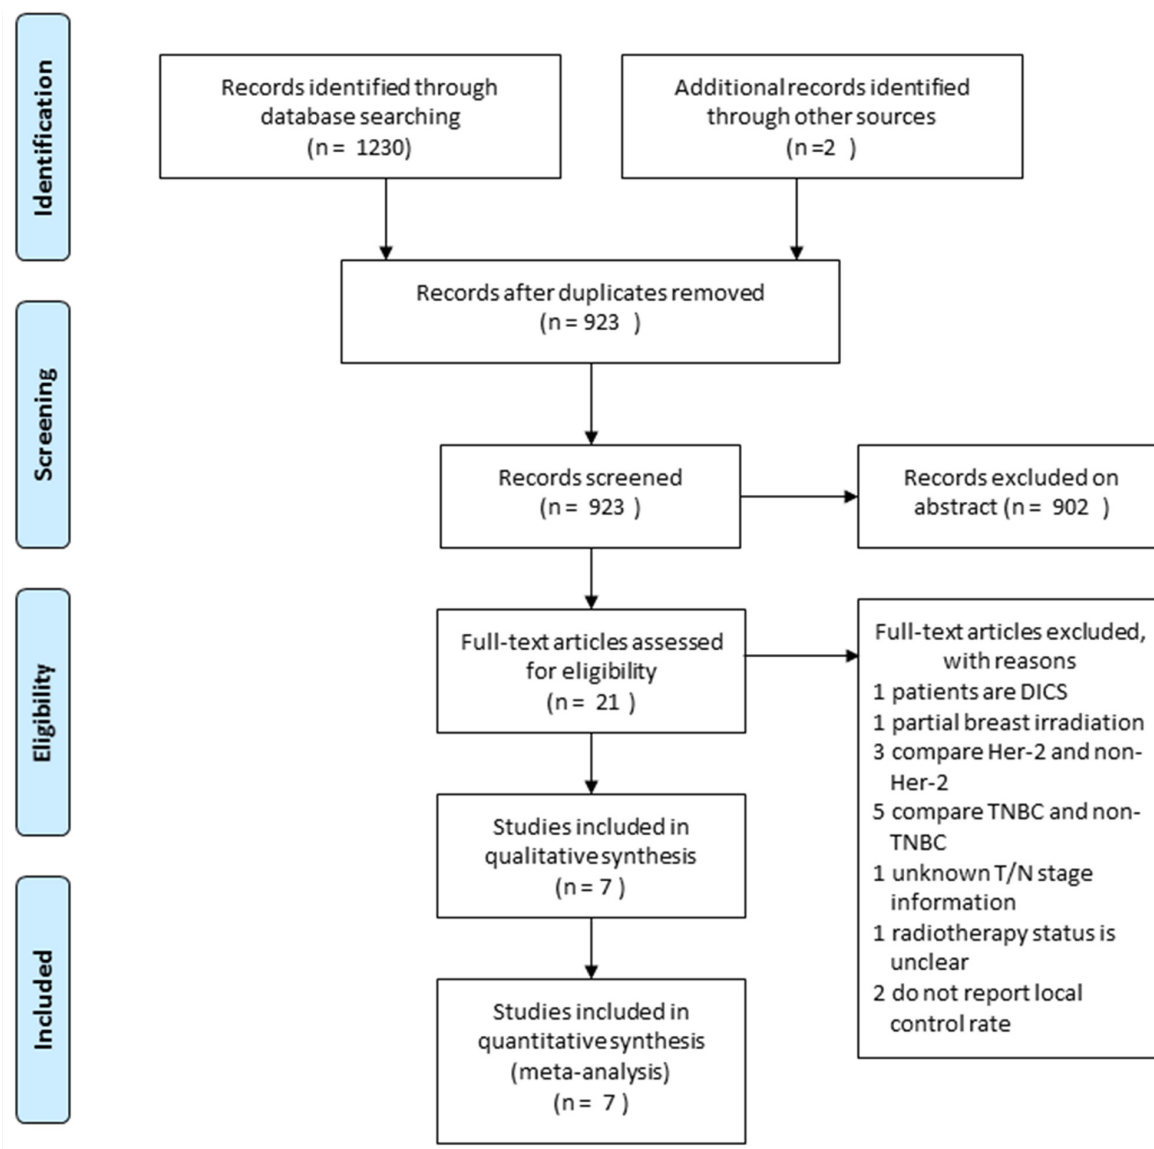 Identification
Records identified through
database searching
(n = 1230)
Additional records identified
through other sources
(n =2 )
Records after duplicates removed
(n = 923 )
Screening
Records screened
(n = 923 )
Records excluded on
abstract (n = 902 )
Eligibility
Full-text articles assessed
for eligibility
(n = 21 )
Full-text articles excluded,
with reasons
1 patients are DICS
1 partial breast irradiation
3 compare Her-2 and non-
Her-2
5 compare TNBC and non-
TNBC
1 unknown T/N stage
information
1 radiotherapy status is
unclear
2 do not report local
control rate
Studies included in
qualitative synthesis
(n = 7 )
Included
Studies included in
quantitative synthesis
(meta-analysis)
(n = 7 )